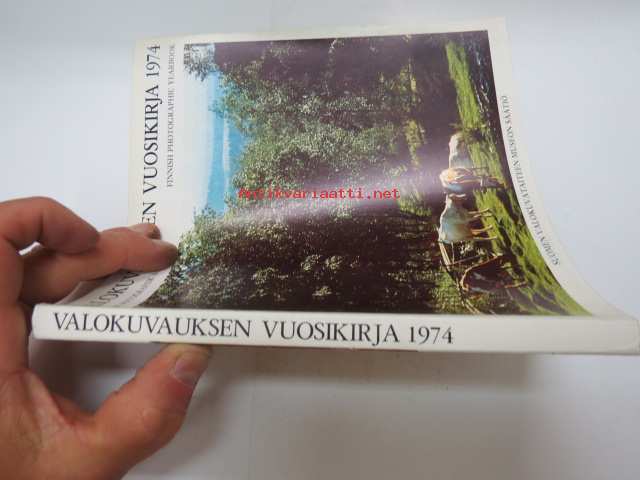 VALOKUVAUKSEN VUOSIKIRJA 1974
FINNISH PHOTOGRAPHIC YEARBOOK
SUOMEN VALOKUVATAITEEN MUSEON SÄÄTIÖ
Antikvariaatti.net
VALOKUVAUKSEN VUOSIKIRJA 1974